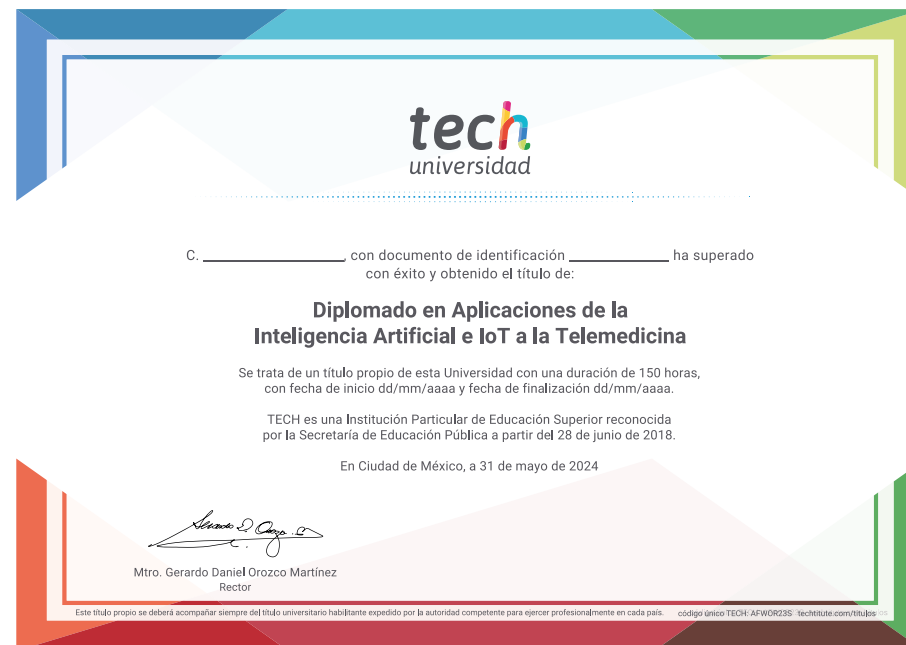 tech
universidad
C. ____________, con documento de identificación ____________ ha superado
con éxito y obtenido el título de:
Diplomado en Aplicaciones de la
Inteligencia Artificial e IoT a la Telemedicina
Se trata de un título propio de esta Universidad con una duración de 150 horas,
con fecha de inicio dd/mm/aaaa y fecha de finalización dd/mm/aaaa.
TECH es una Institución Particular de Educación Superior reconocida
por la Secretaría de Educación Pública a partir del 28 de junio de 2018.
En Ciudad de México, a 31 de mayo de 2024
Mtro. Gerardo Daniel Orozco Martínez
Rector
Este título propio se deberá acompañar siempre del título universitario habilitante expedido por la autoridad competente para ejercer profesionalmente en cada país. código único TECH: AFWOR23S techtitute.com/titulos